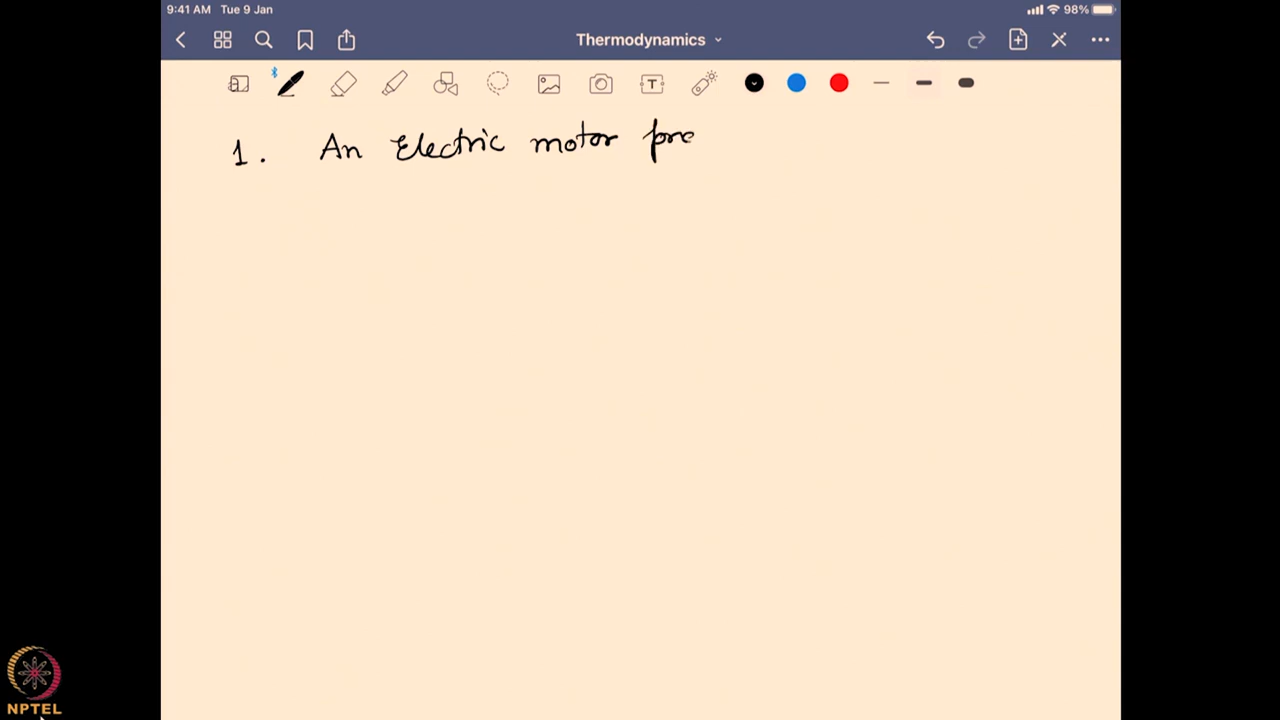 9:41 AM Tue 9 Jan 98%
Thermodynamics
T
1. An Electric motor pro
NPTEL